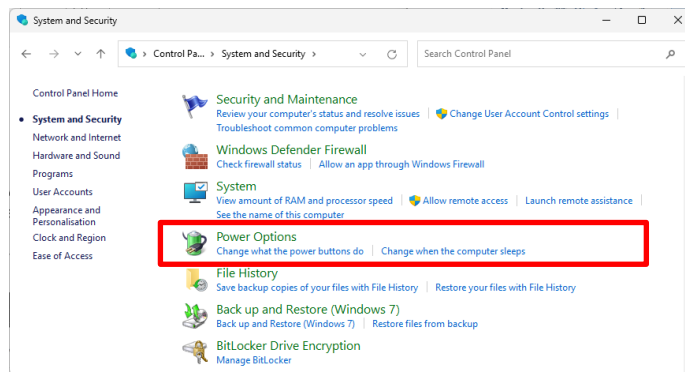 System and Security
Control Pa... > System and Security >
Search Control Panel
Control Panel Home
System and Security
Network and Internet
Hardware and Sound
Programs
User Accounts
Appearance and
Personalisation
Clock and Region
Ease of Access
Security and Maintenance
Review your computer's status and resolve issues
Change User Account Control settings
Troubleshoot common computer problems
Windows Defender Firewall
Check firewall status
Allow an app through Windows Firewall
System
View amount of RAM and processor speed
Allow remote access
Launch remote assistance
See the name of this computer
Power Options
Change what the power buttons do
Change when the computer sleeps
File History
Save backup copies of your files with File History
Restore your files with File History
Back up and Restore (Windows 7)
Back up and Restore (Windows 7)
Restore files from backup
BitLocker Drive Encryption
Manage BitLocker